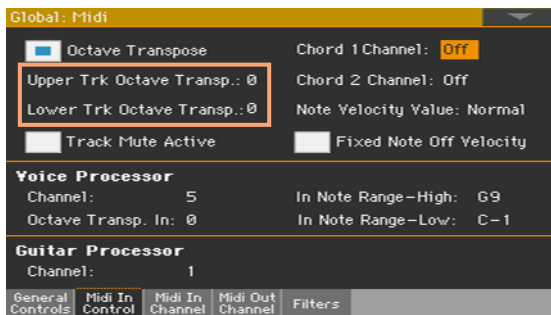 Global: Midi
Octave Transpose
Chord 1 Channel: Off
Upper Trk Octave Transp.: 0
Chord 2 Channel: Off
Lower Trk Octave Transp.: 0
Note Velocity Value: Normal
Track Mute Active
Fixed Note Off Velocity
Voice Processor
Channel: 5
In Note Range-High: G9
Octave Transp. In: 0
In Note Range-Low: C-1
Guitar Processor
Channel: 1
General Controls
Midi In Control
Midi In Channel
Midi Out Channel
Filters